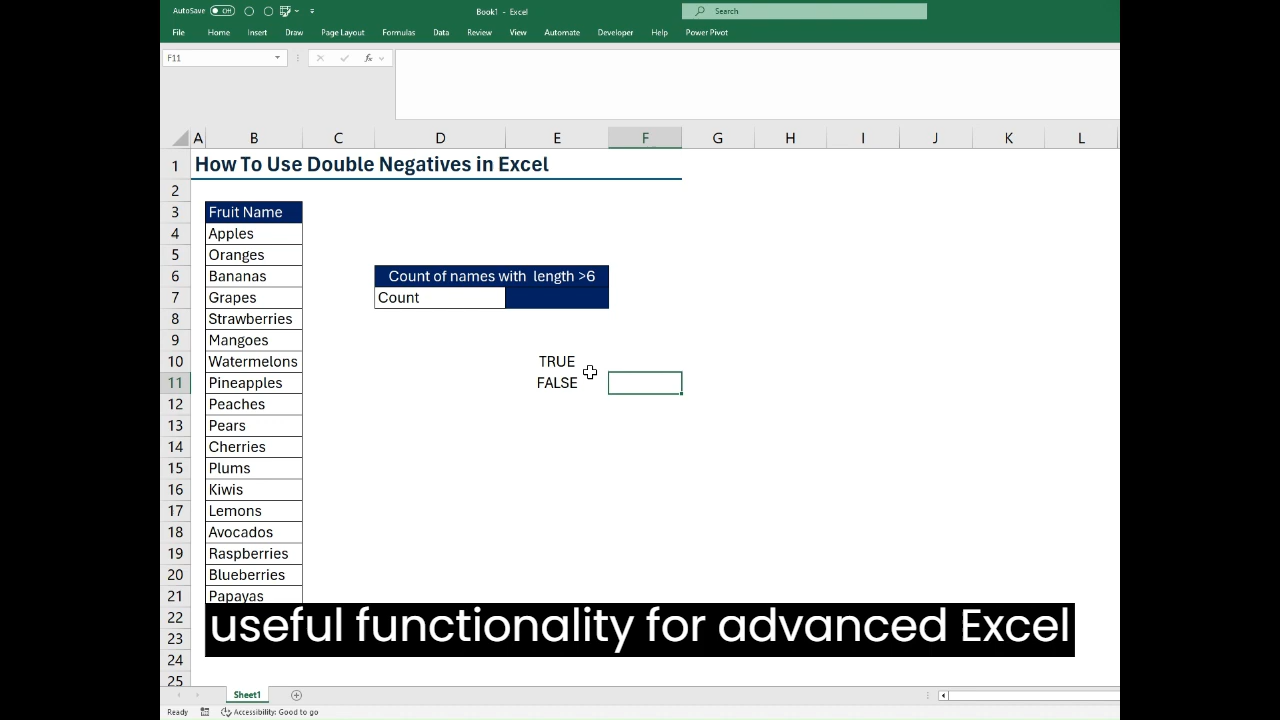 AutoSave Off Book1 - Excel Search
File Home Insert Draw Page Layout Formulas Data Review View Automate Developer Help Power Pivot
F11 fx
A B C D E F G H I J K L
1 How To Use Double Negatives in Excel
2
3 Fruit Name
4 Apples
5 Oranges
6 Bananas Count of names with length >6
7 Grapes Count
8 Strawberries
9 Mangoes
10 Watermelons TRUE
11 Pineapples FALSE
12 Peaches
13 Pears
14 Cherries
15 Plums
16 Kiwis
17 Lemons
18 Avocados
19 Raspberries
20 Blueberries
21 Papayas
22
useful functionality for advanced Excel
23
24
25
Sheet1
Ready Accessibility: Good to go